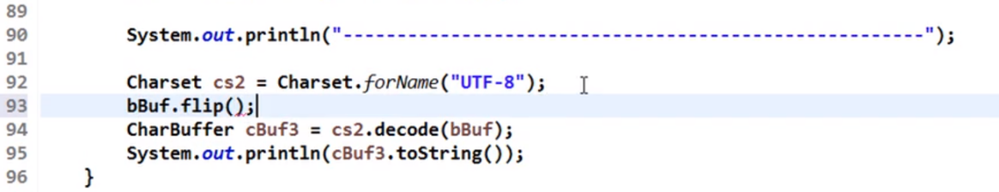 89
90 System.out.println("------------------------------------------------------");
91
92 Charset cs2 = Charset.forName("UTF-8");
93 bBuf.flip();
94 CharBuffer cBuf3 = cs2.decode(bBuf);
95 System.out.println(cBuf3.toString());
96 }